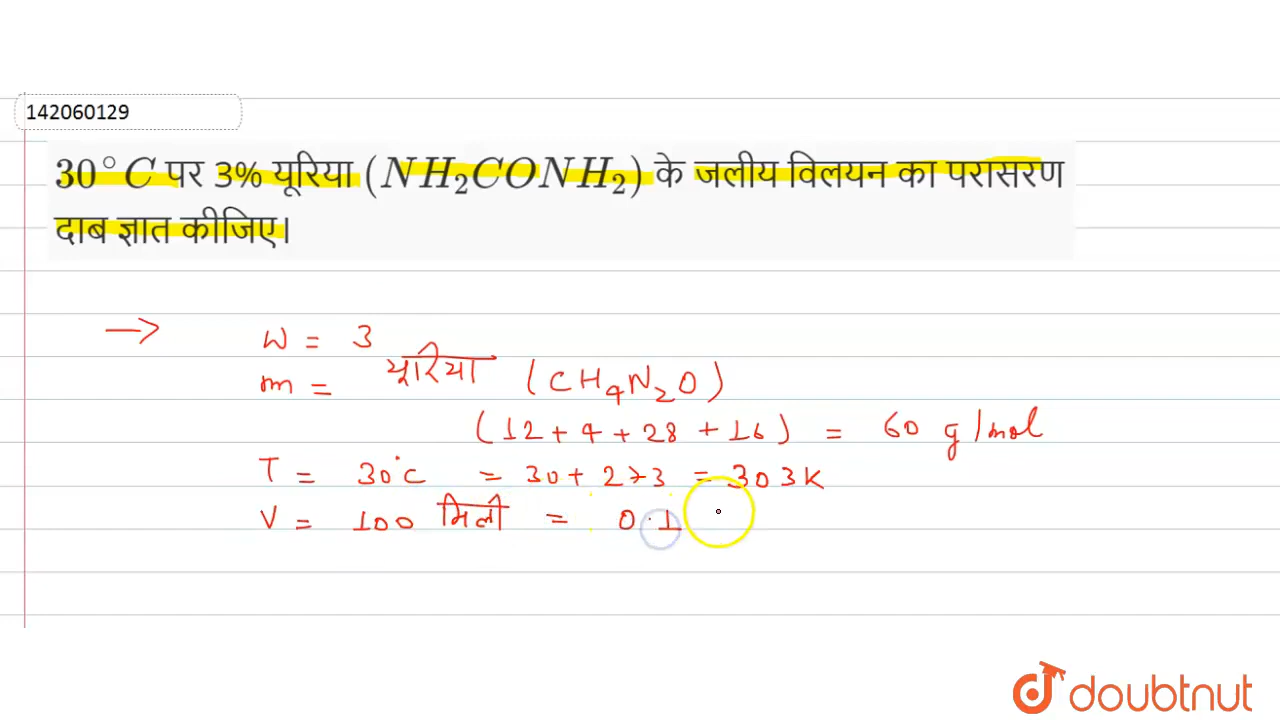 142060129
30°C पर 3% यूरिया (NH₂CONH₂) के जलीय विलयन का परासरण
दाब ज्ञात कीजिए।
→ W = 3
m = यूरिया (CH₄N₂O)
(12+4+28+16) = 60 g/mol
T = 30°C = 30+273 = 303K
V = 100 मिली = 0.1
doubtnut